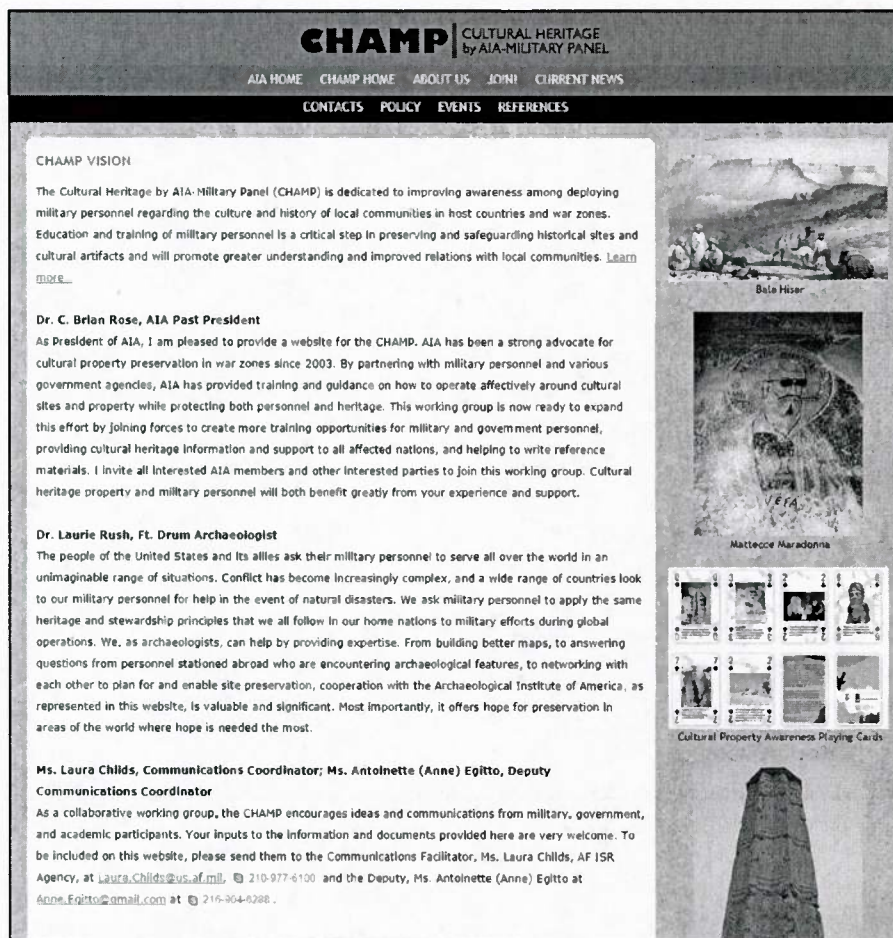 CHAMP
CULTURAL HERITAGE
by AIA-MILITARY PANEL
AIA HOME CHAMP HOME ABOUT US JOIN! CURRENT NEWS
CONTACTS POLICY EVENTS REFERENCES
CHAMP VISION
The Cultural Heritage by AIA-Military Panel (CHAMP) is dedicated to improving awareness among deploying
military personnel regarding the culture and history of local communities in host countries and war zones.
Education and training of military personnel is a critical step in preserving and safeguarding historical sites and
cultural artifacts and will promote greater understanding and improved relations with local communities. Learn
more...
Dr. C. Brian Rose, AIA Past President
As President of AIA, I am pleased to provide a website for the CHAMP. AIA has been a strong advocate for
cultural property preservation in war zones since 2003. By partnering with military personnel and various
government agencies, AIA has provided training and guidance on how to operate affectively around cultural
sites and property while protecting both personnel and heritage. This working group is now ready to expand
this effort by joining forces to create more training opportunities for military and government personnel,
providing cultural heritage information and support to all affected nations, and helping to write reference
materials. I invite all interested AIA members and other interested parties to join this working group. Cultural
heritage property and military personnel will both benefit greatly from your experience and support.
Dr. Laurie Rush, Ft. Drum Archaeologist
The people of the United States and its allies ask their military personnel to serve all over the world in an
unimaginable range of situations. Conflict has become increasingly complex, and a wide range of countries look
to our military personnel for help in the event of natural disasters. We ask military personnel to apply the same
heritage and stewardship principles that we all follow in our home nations to military efforts during global
operations. We, as archaeologists, can help by providing expertise. From building better maps, to answering
questions from personnel stationed abroad who are encountering archaeological features, to networking with
each other to plan for and enable site preservation, cooperation with the Archaeological Institute of America, as
represented in this website, is valuable and significant. Most importantly, it offers hope for preservation in
areas of the world where hope is needed the most.
Ms. Laura Childs, Communications Coordinator; Ms. Antoinette (Anne) Egitto, Deputy
Communications Coordinator
As a collaborative working group, the CHAMP encourages ideas and communications from military, government,
and academic participants. Your inputs to the information and documents provided here are very welcome. To
be included on this website, please send them to the Communications Facilitator, Ms. Laura Childs, AF ISR
Agency, at Laura.Childs@us.af.mil, 210-977-6100 and the Deputy, Ms. Antoinette (Anne) Egitto at
Anne.Egitto@gmail.com at 216-904-6288.
Bala Hisar
UEFA
Mattecce Maradonna
Cultural Property Awareness Playing Cards